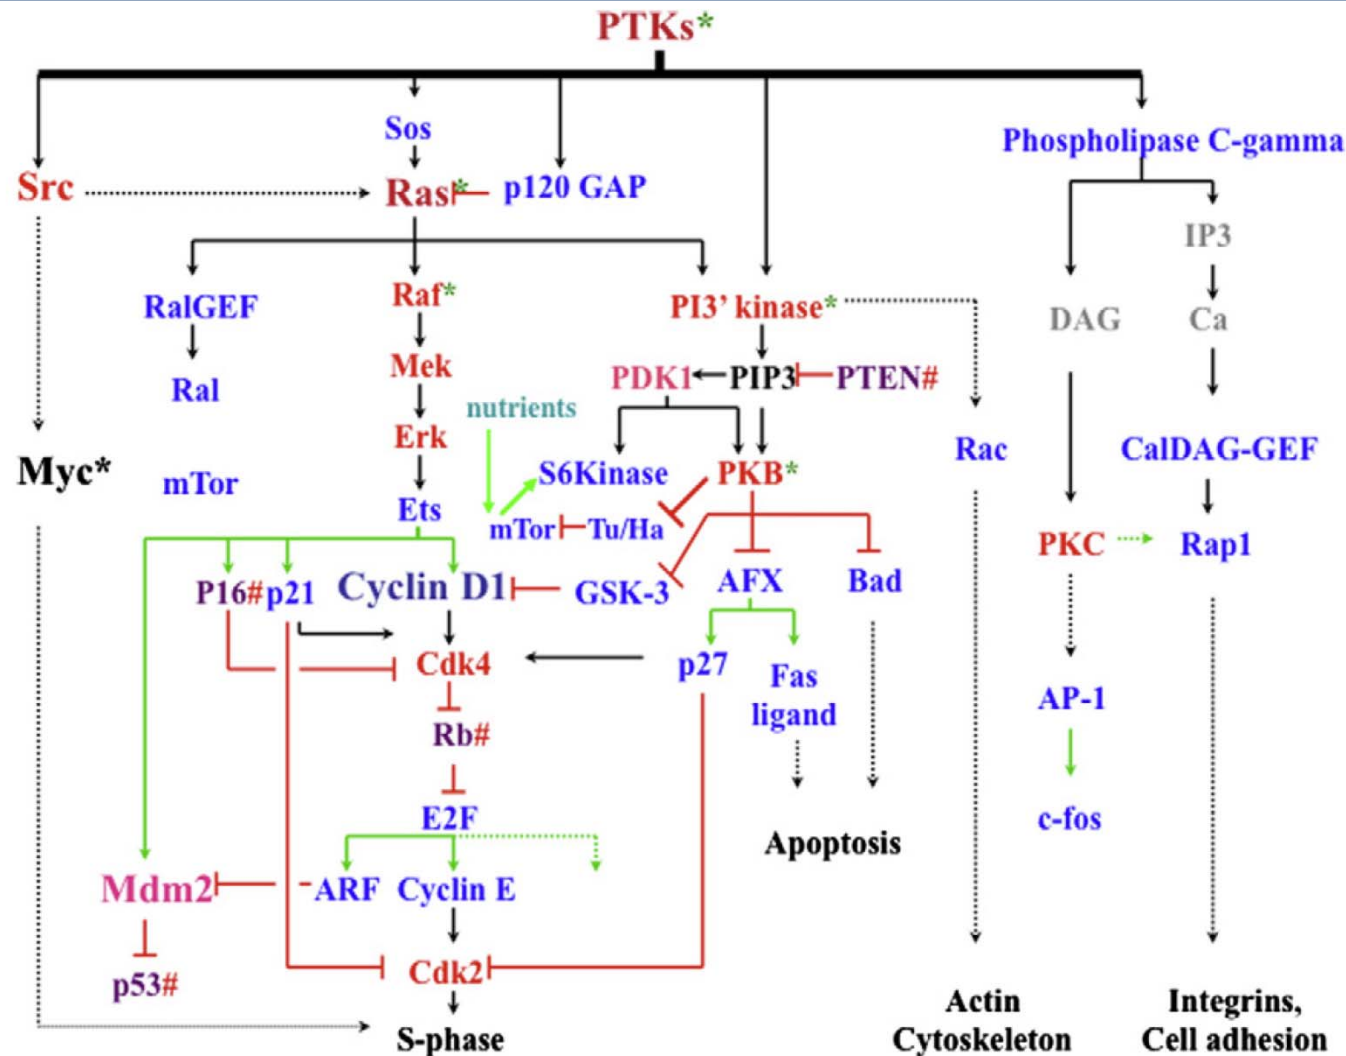 PTKs*
Sos
Phospholipase C-gamma
Src
Ras*
p120 GAP
IP3
RalGEF
Raf*
PI3’ kinase*
DAG
Ca
Mek
PDK1
PIP3
PTEN#
Ral
nutrients
Erk
Rac
CalDAG-GEF
Myc*
mTor
S6Kinase
PKB*
Ets
mTor
Tu/Ha
PKC
Rap1
P16#
p21
Cyclin D1
GSK-3
AFX
Bad
Cdk4
p27
Fas
ligand
AP-1
Rb#
E2F
c-fos
Apoptosis
Mdm2
ARF
Cyclin E
Cdk2
p53#
Actin
Cytoskeleton
Integrins,
Cell adhesion
S-phase